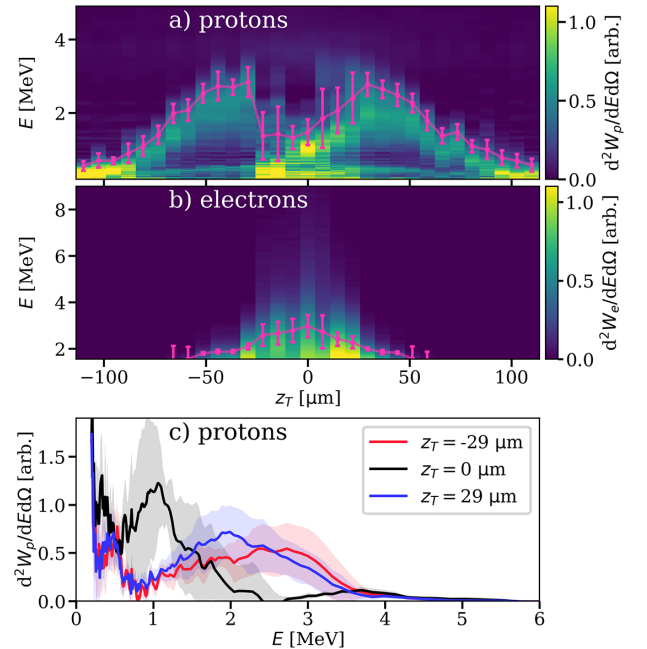 a) protons
4
2
E [MeV]
1.0
0.5
0.0
d²Wₚ/dEdΩ [arb.]
b) electrons
8
6
4
2
E [MeV]
1.0
0.5
0.0
d²Wₑ/dEdΩ [arb.]
−100
−50
0
50
100
z_T [µm]
c) protons
z_T = -29 µm
z_T = 0 µm
z_T = 29 µm
1.5
1.0
0.5
0.0
d²Wₚ/dEdΩ [arb.]
0
1
2
3
4
5
6
E [MeV]